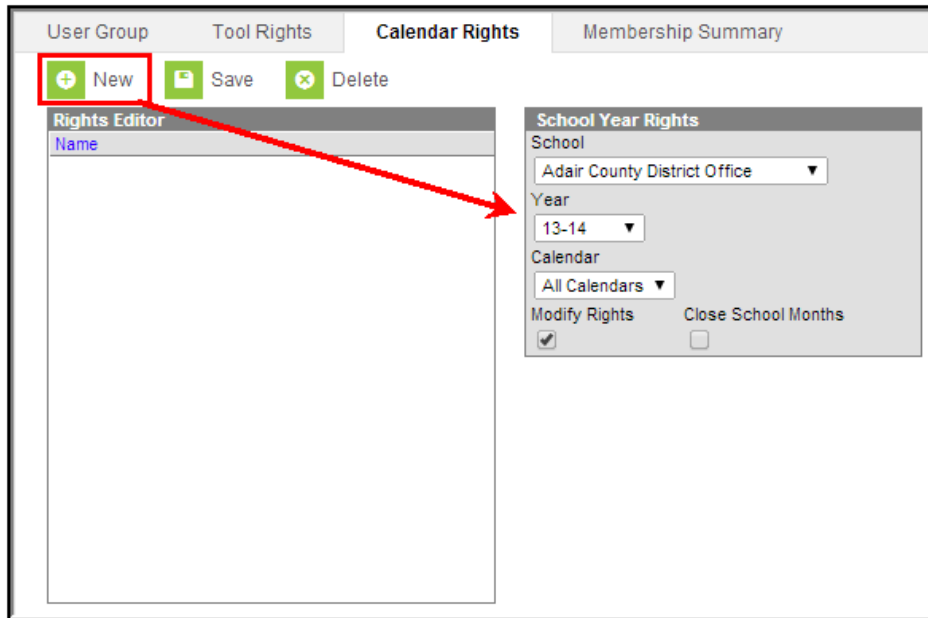 User Group Tool Rights Calendar Rights Membership Summary
New Save Delete
Rights Editor
Name
School Year Rights
School
Adair County District Office
Year
13-14
Calendar
All Calendars
Modify Rights Close School Months